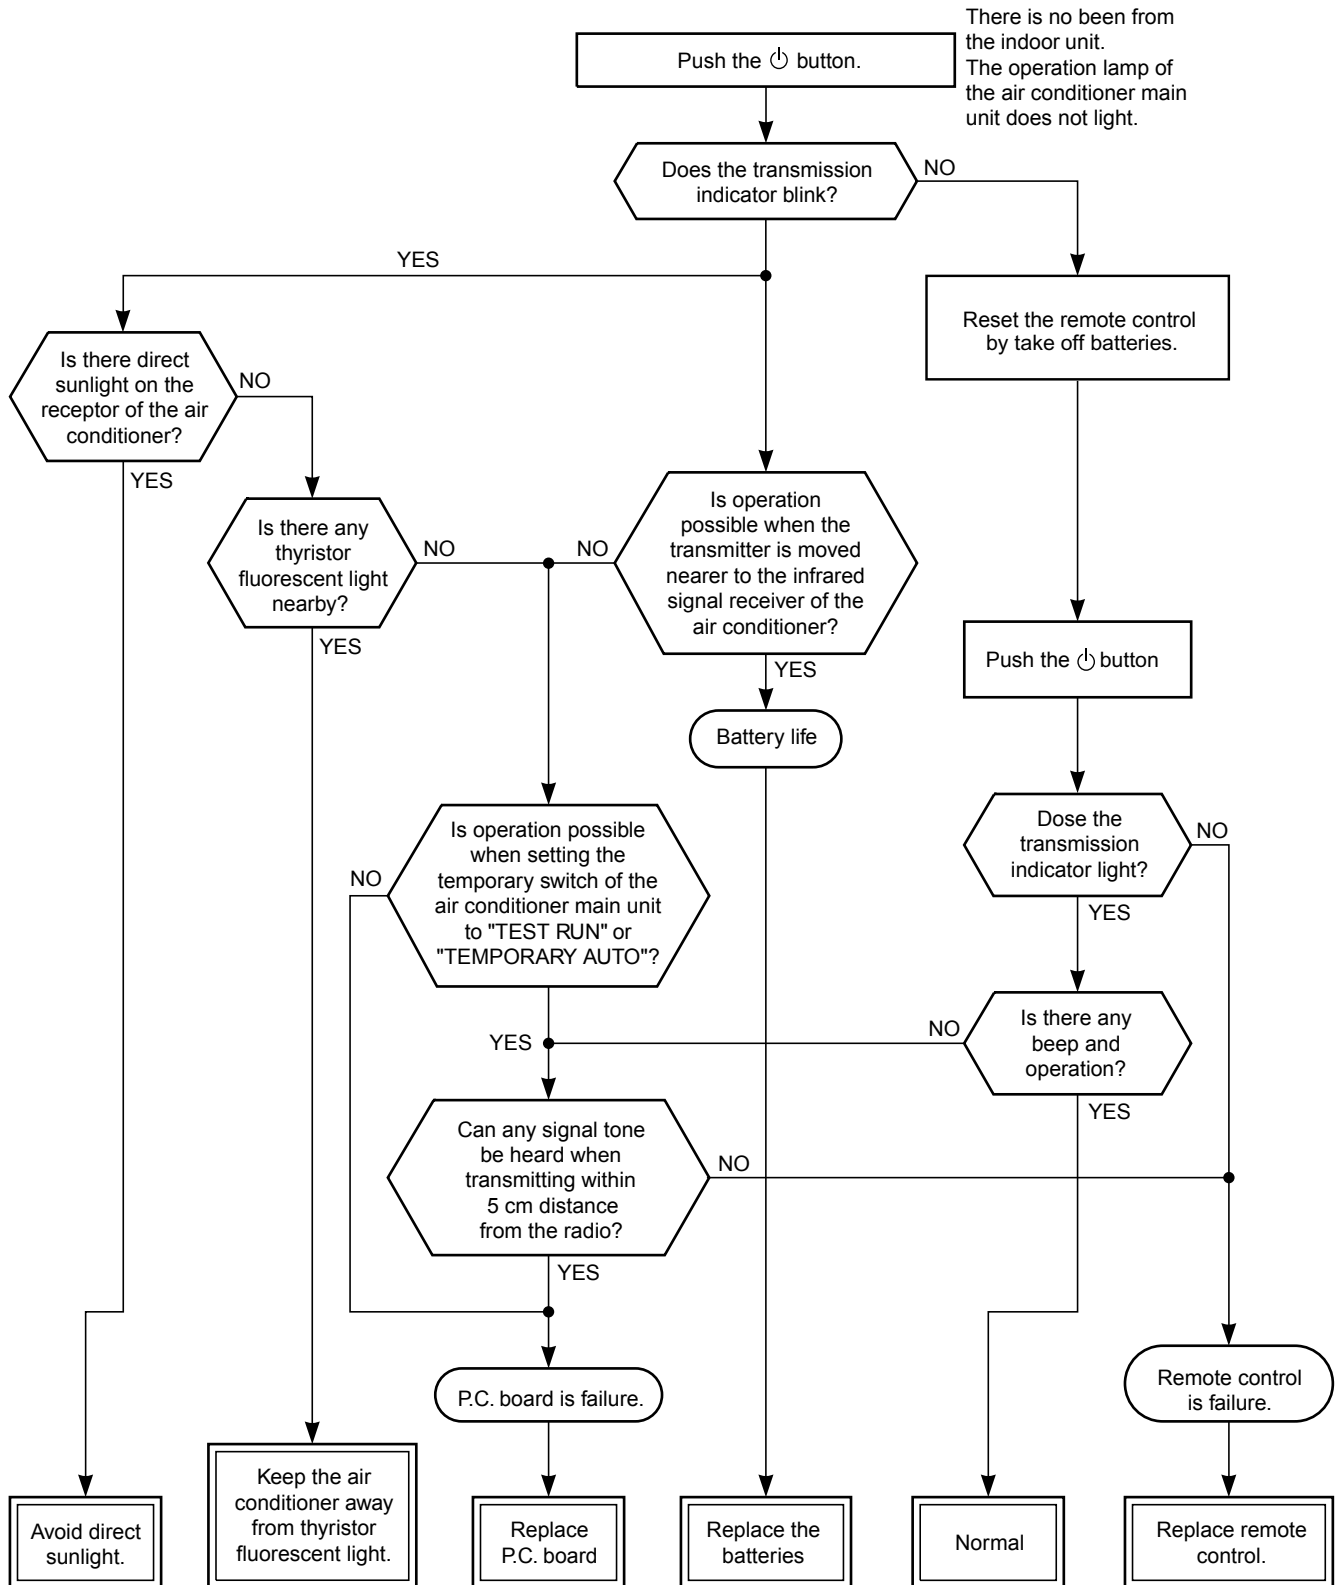 There is no been from
the indoor unit.
The operation lamp of
the air conditioner main
unit does not light.
Push the ⏻ button.
Does the transmission
indicator blink?
NO
YES
Reset the remote control
by take off batteries.
Is there direct
sunlight on the
receptor of the air
conditioner?
NO
YES
Is there any
thyristor
fluorescent light
nearby?
NO
YES
Is operation
possible when the
transmitter is moved
nearer to the infrared
signal receiver of the
air conditioner?
NO
YES
Push the ⏻ button
Battery life
Is operation possible
when setting the
temporary switch of the
air conditioner main unit
to "TEST RUN" or
"TEMPORARY AUTO"?
NO
YES
Dose the
transmission
indicator light?
NO
YES
Is there any
beep and
operation?
NO
YES
Can any signal tone
be heard when
transmitting within
5 cm distance
from the radio?
NO
YES
P.C. board is failure.
Remote control
is failure.
Avoid direct
sunlight.
Keep the air
conditioner away
from thyristor
fluorescent light.
Replace
P.C. board
Replace the
batteries
Normal
Replace remote
control.